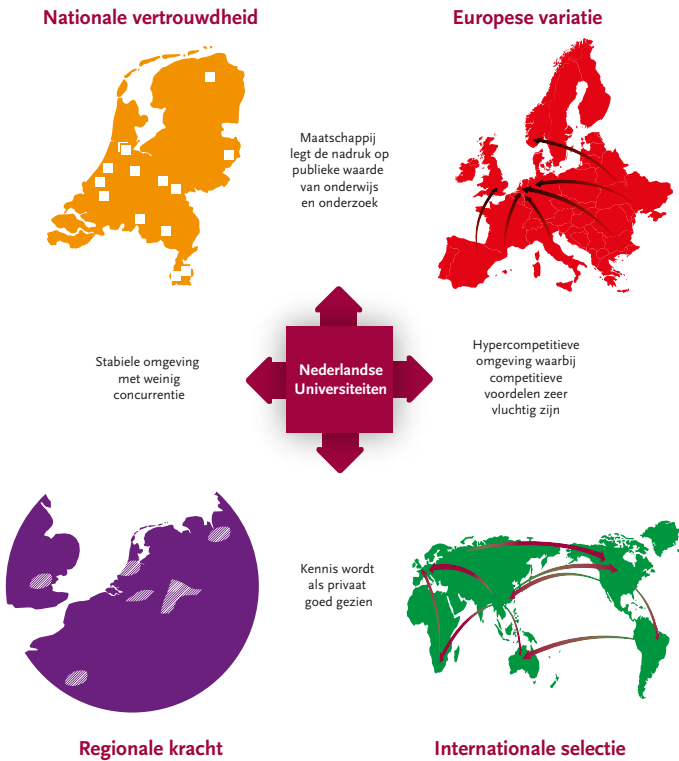 Nationale vertrouwdheid
Europese variatie
Maatschappij
legt de nadruk op
publieke waarde
van onderwijs
en onderzoek
Stabiele omgeving
met weinig
concurrentie
Nederlandse
Universiteiten
Hypercompetitieve
omgeving waarbij
competitieve
voordelen zeer
vluchtig zijn
Kennis wordt
als privaat
goed gezien
Regionale kracht
Internationale selectie